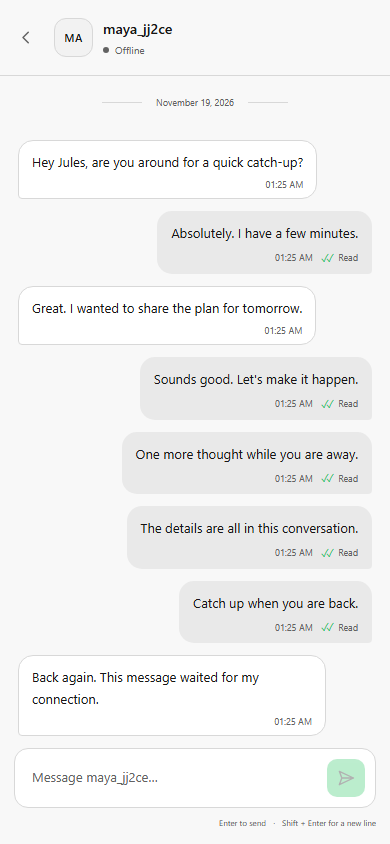 MA
maya_jj2ce
Offline
November 19, 2026
Hey Jules, are you around for a quick catch-up?
01:25 AM
Absolutely. I have a few minutes.
01:25 AM Read
Great. I wanted to share the plan for tomorrow.
01:25 AM
Sounds good. Let's make it happen.
01:25 AM Read
One more thought while you are away.
01:25 AM Read
The details are all in this conversation.
01:25 AM Read
Catch up when you are back.
01:25 AM Read
Back again. This message waited for my
connection.
01:25 AM
Message maya_jj2ce...
Enter to send · Shift + Enter for a new line